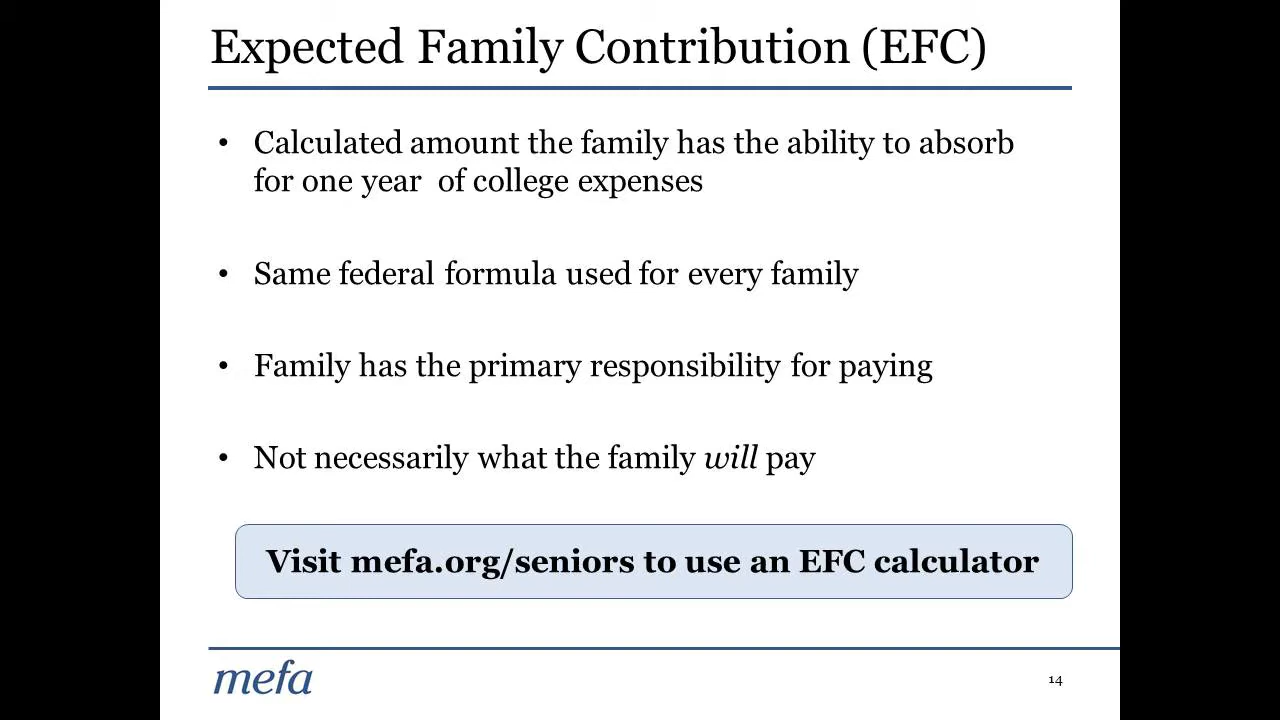 Expected Family Contribution (EFC)
• Calculated amount the family has the ability to absorb
for one year  of college expenses
• Same federal formula used for every family
• Family has the primary responsibility for paying
• Not necessarily what the family will pay
Visit mefa.org/seniors to use an EFC calculator
mefa
14